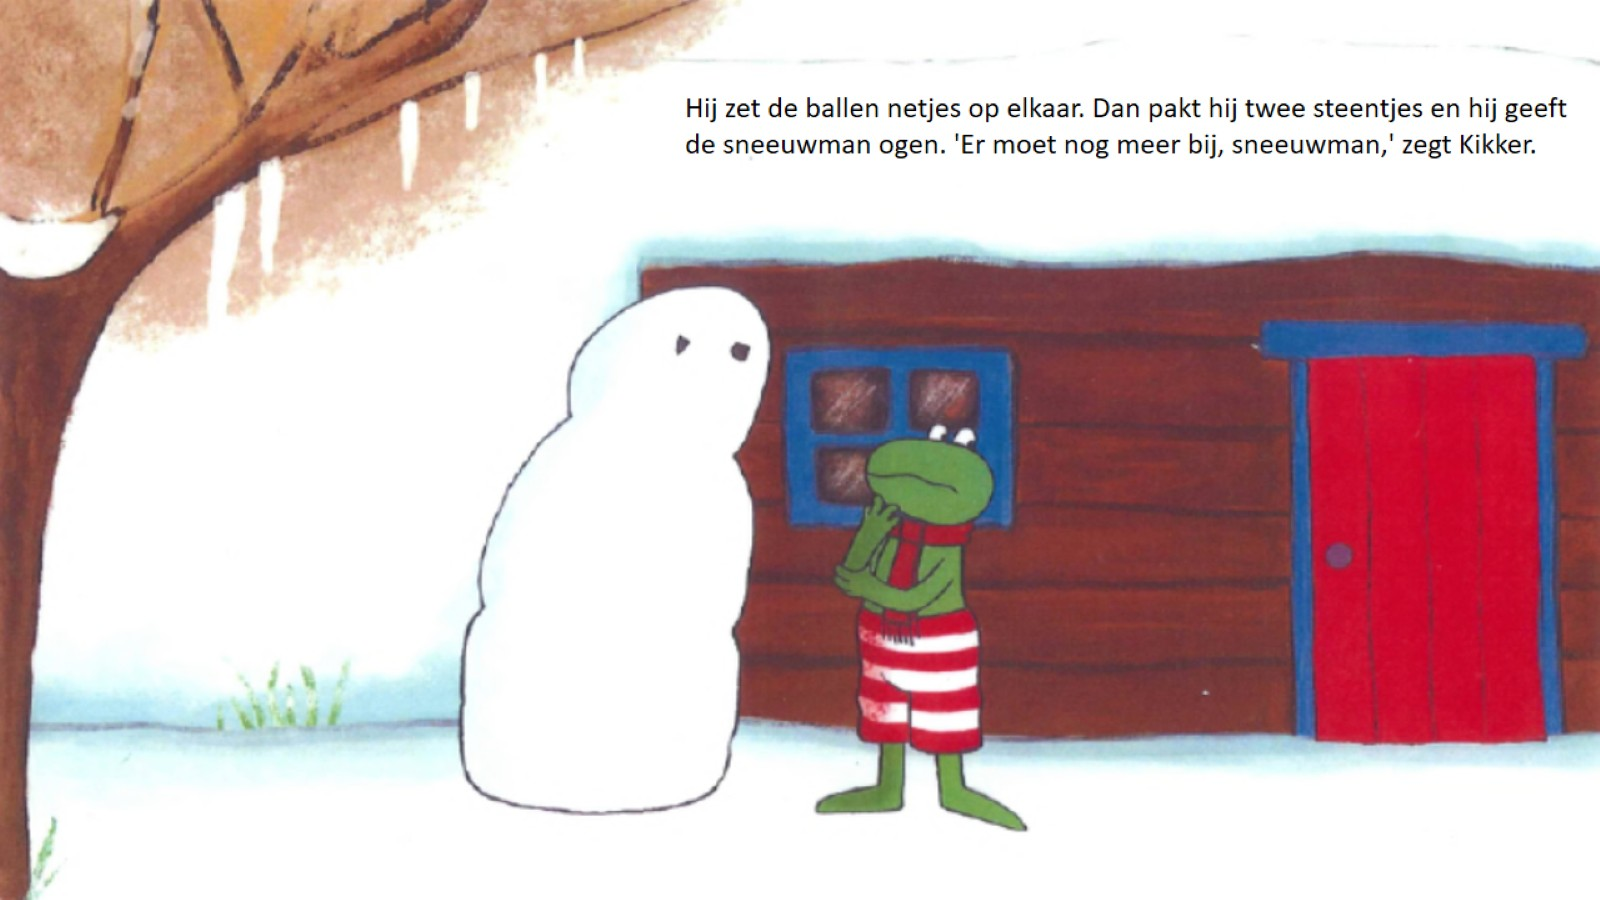 Hij zet de ballen netjes op elkaar. Dan pakt hij twee steentjes en hij geeft
de sneeuwman ogen. 'Er moet nog meer bij, sneeuwman,' zegt Kikker.